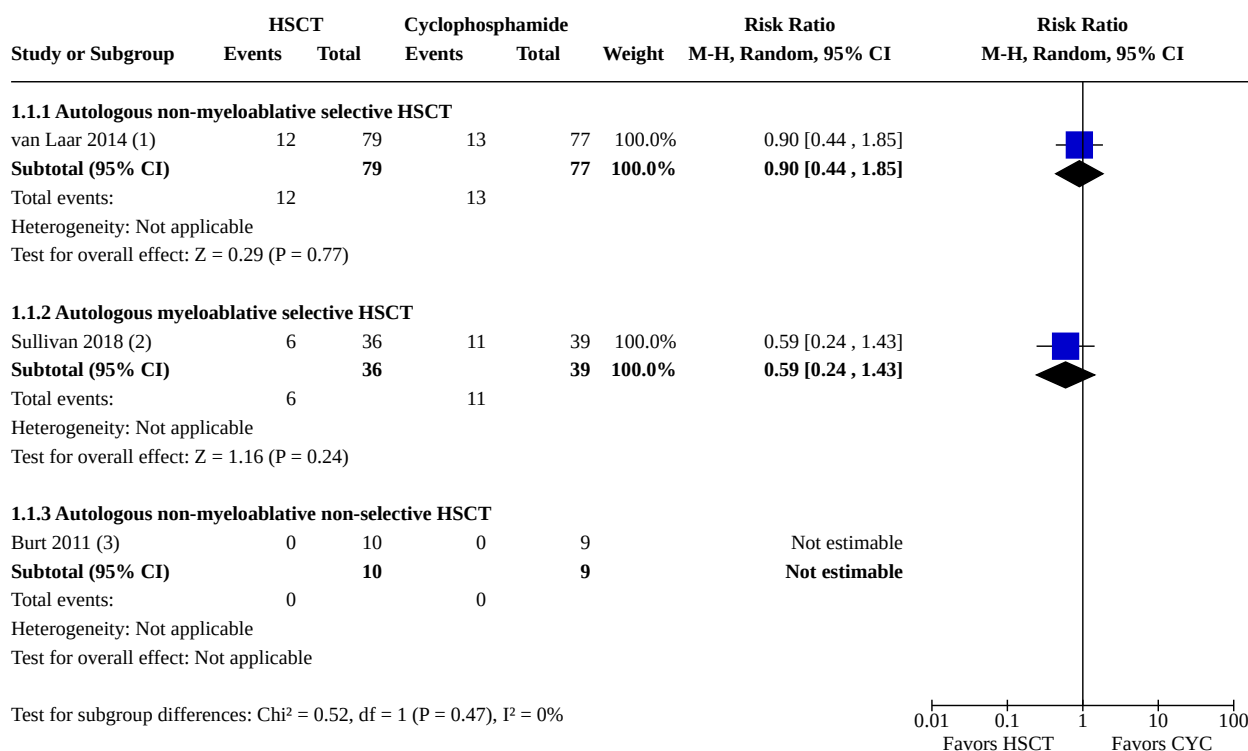 HSCT Cyclophosphamide Risk Ratio Risk Ratio
Study or Subgroup Events Total Events Total Weight M-H, Random, 95% CI M-H, Random, 95% CI
1.1.1 Autologous non-myeloablative selective HSCT
van Laar 2014 (1) 12 79 13 77 100.0% 0.90 [0.44 , 1.85]
Subtotal (95% CI) 79 77 100.0% 0.90 [0.44 , 1.85]
Total events: 12 13
Heterogeneity: Not applicable
Test for overall effect: Z = 0.29 (P = 0.77)
1.1.2 Autologous myeloablative selective HSCT
Sullivan 2018 (2) 6 36 11 39 100.0% 0.59 [0.24 , 1.43]
Subtotal (95% CI) 36 39 100.0% 0.59 [0.24 , 1.43]
Total events: 6 11
Heterogeneity: Not applicable
Test for overall effect: Z = 1.16 (P = 0.24)
1.1.3 Autologous non-myeloablative non-selective HSCT
Burt 2011 (3) 0 10 0 9 Not estimable
Subtotal (95% CI) 10 9 Not estimable
Total events: 0 0
Heterogeneity: Not applicable
Test for overall effect: Not applicable
Test for subgroup differences: Chi² = 0.52, df = 1 (P = 0.47), I² = 0%
0.01 0.1 1 10 100
Favors HSCT Favors CYC